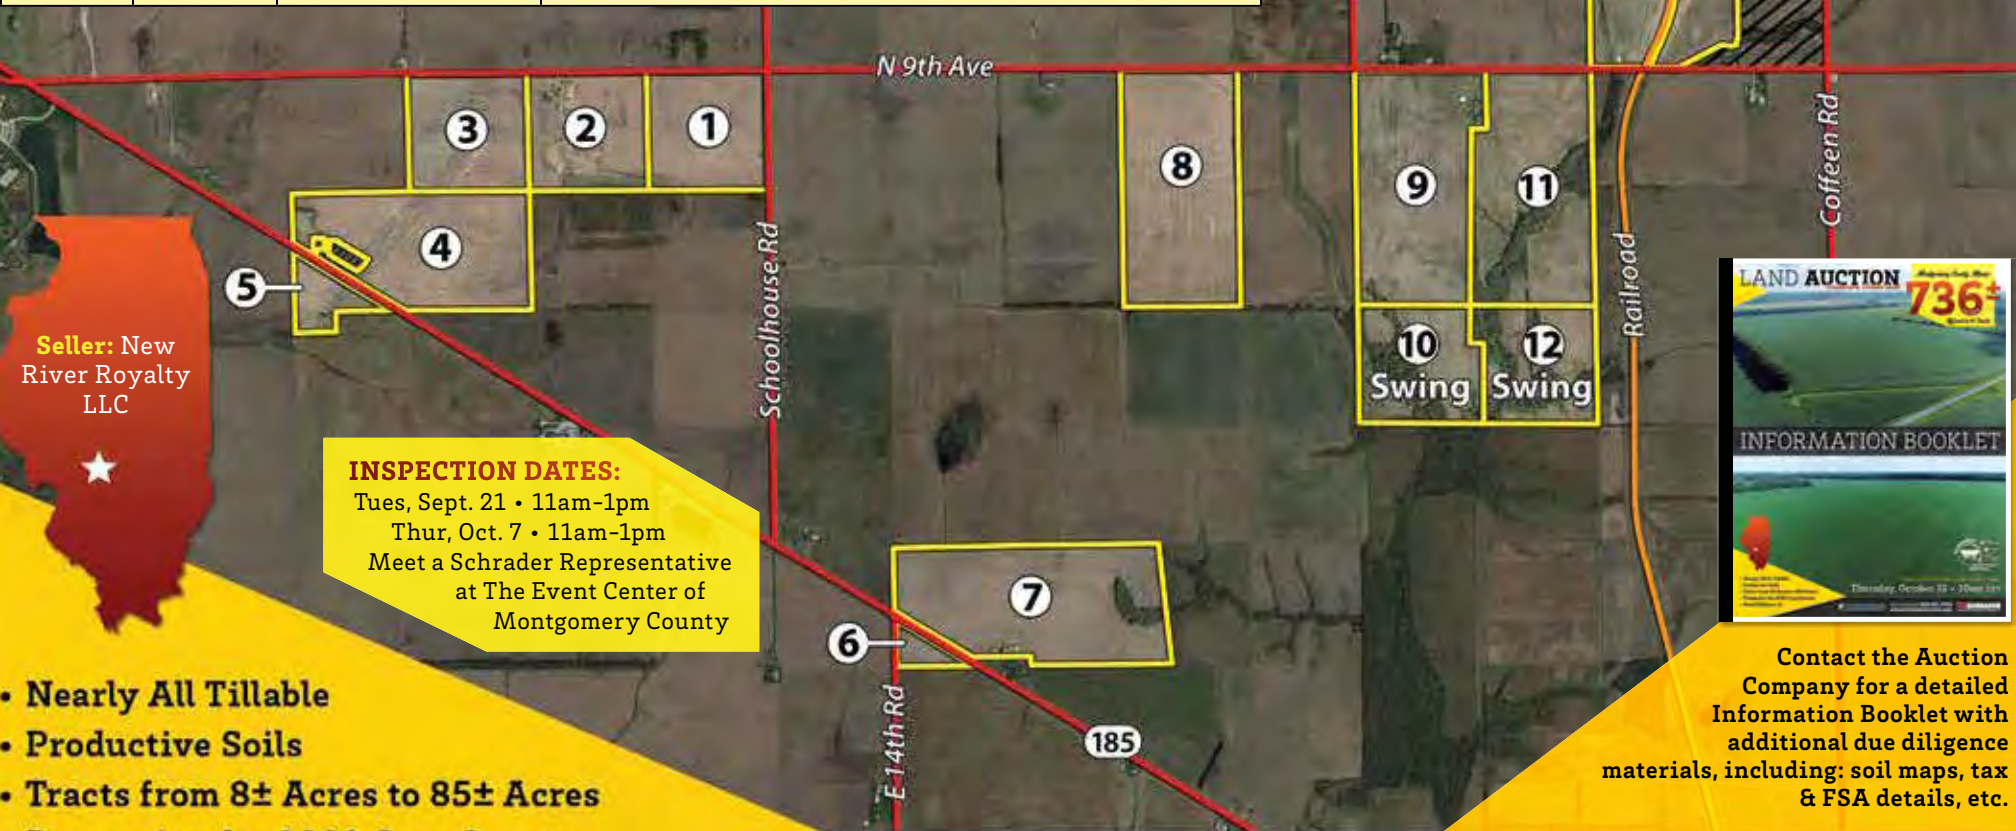 N 9th Ave
3
2
1
8
9
11
4
5
10
Swing
12
Swing
7
6
Schoolhouse Rd
E 14th Rd
185
Railroad
Coffeen Rd
Seller: New
River Royalty
LLC
INSPECTION DATES:
Tues, Sept. 21 • 11am-1pm
Thur, Oct. 7 • 11am-1pm
Meet a Schrader Representative
at The Event Center of
Montgomery County
• Nearly All Tillable
• Productive Soils
• Tracts from 8± Acres to 85± Acres
LAND AUCTION
736±
INFORMATION BOOKLET
Contact the Auction
Company for a detailed
Information Booklet with
additional due diligence
materials, including: soil maps, tax
& FSA details, etc.